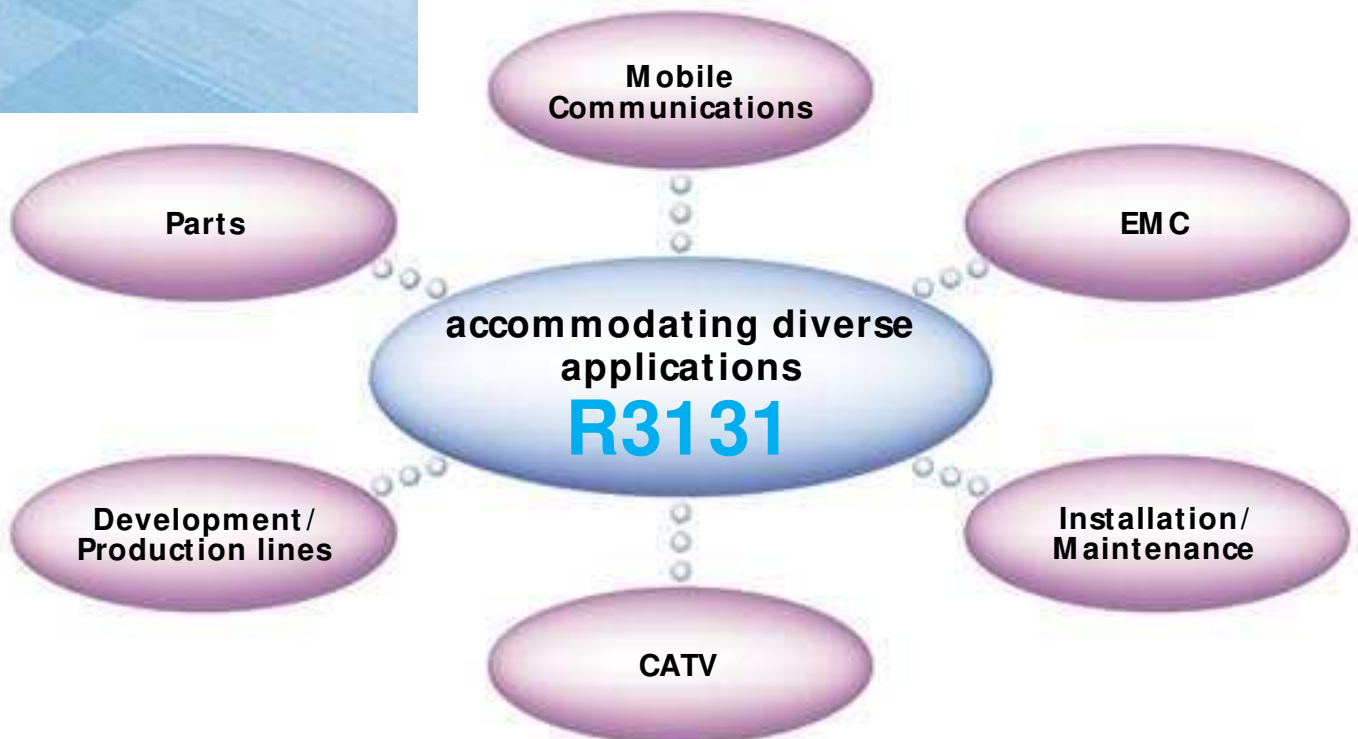 Mobile
Communications
Parts
EMC
accommodating diverse
applications
R3131
Development/
Production lines
Installation/
Maintenance
CATV